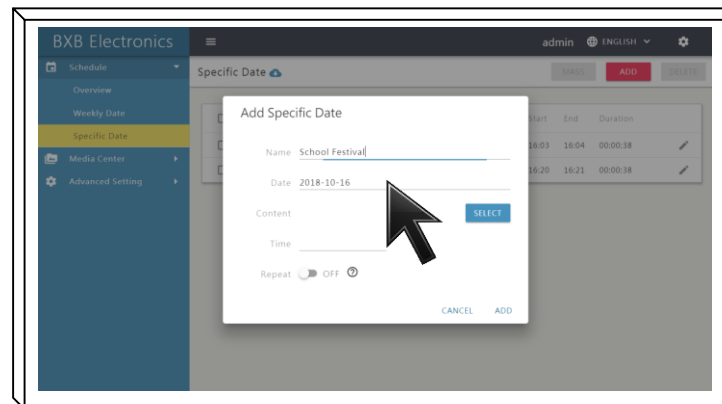 BXB Electronics
admin ENGLISH
Schedule
Specific Date
MASS ADD DELETE
Overview
Weekly Date
Specific Date
Media Center
Advanced Setting
Start End Duration
16:03 16:04 00:00:38
16:20 16:21 00:00:38
Add Specific Date
Name School Festival
Date 2018-10-16
Content SELECT
Time
Repeat OFF
CANCEL ADD